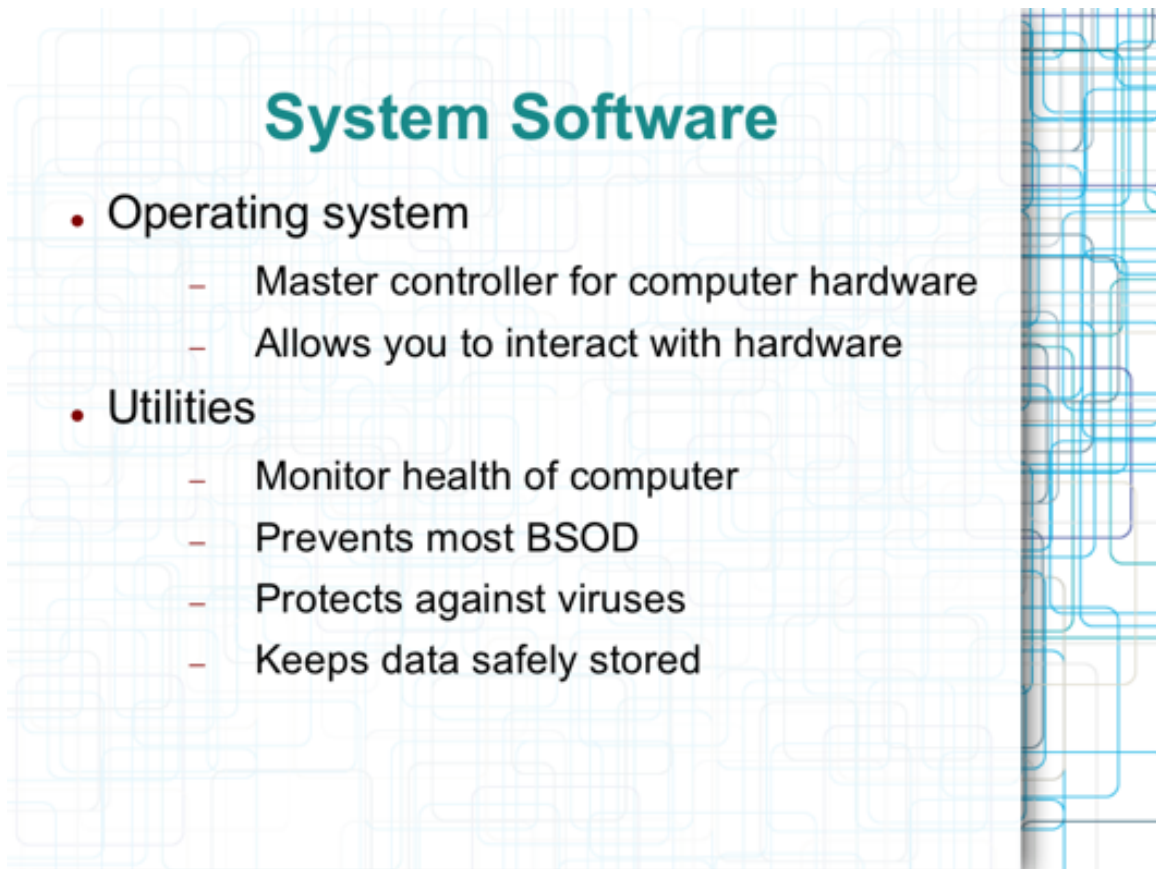 System Software
• Operating system
– Master controller for computer hardware
– Allows you to interact with hardware
• Utilities
– Monitor health of computer
– Prevents most BSOD
– Protects against viruses
– Keeps data safely stored